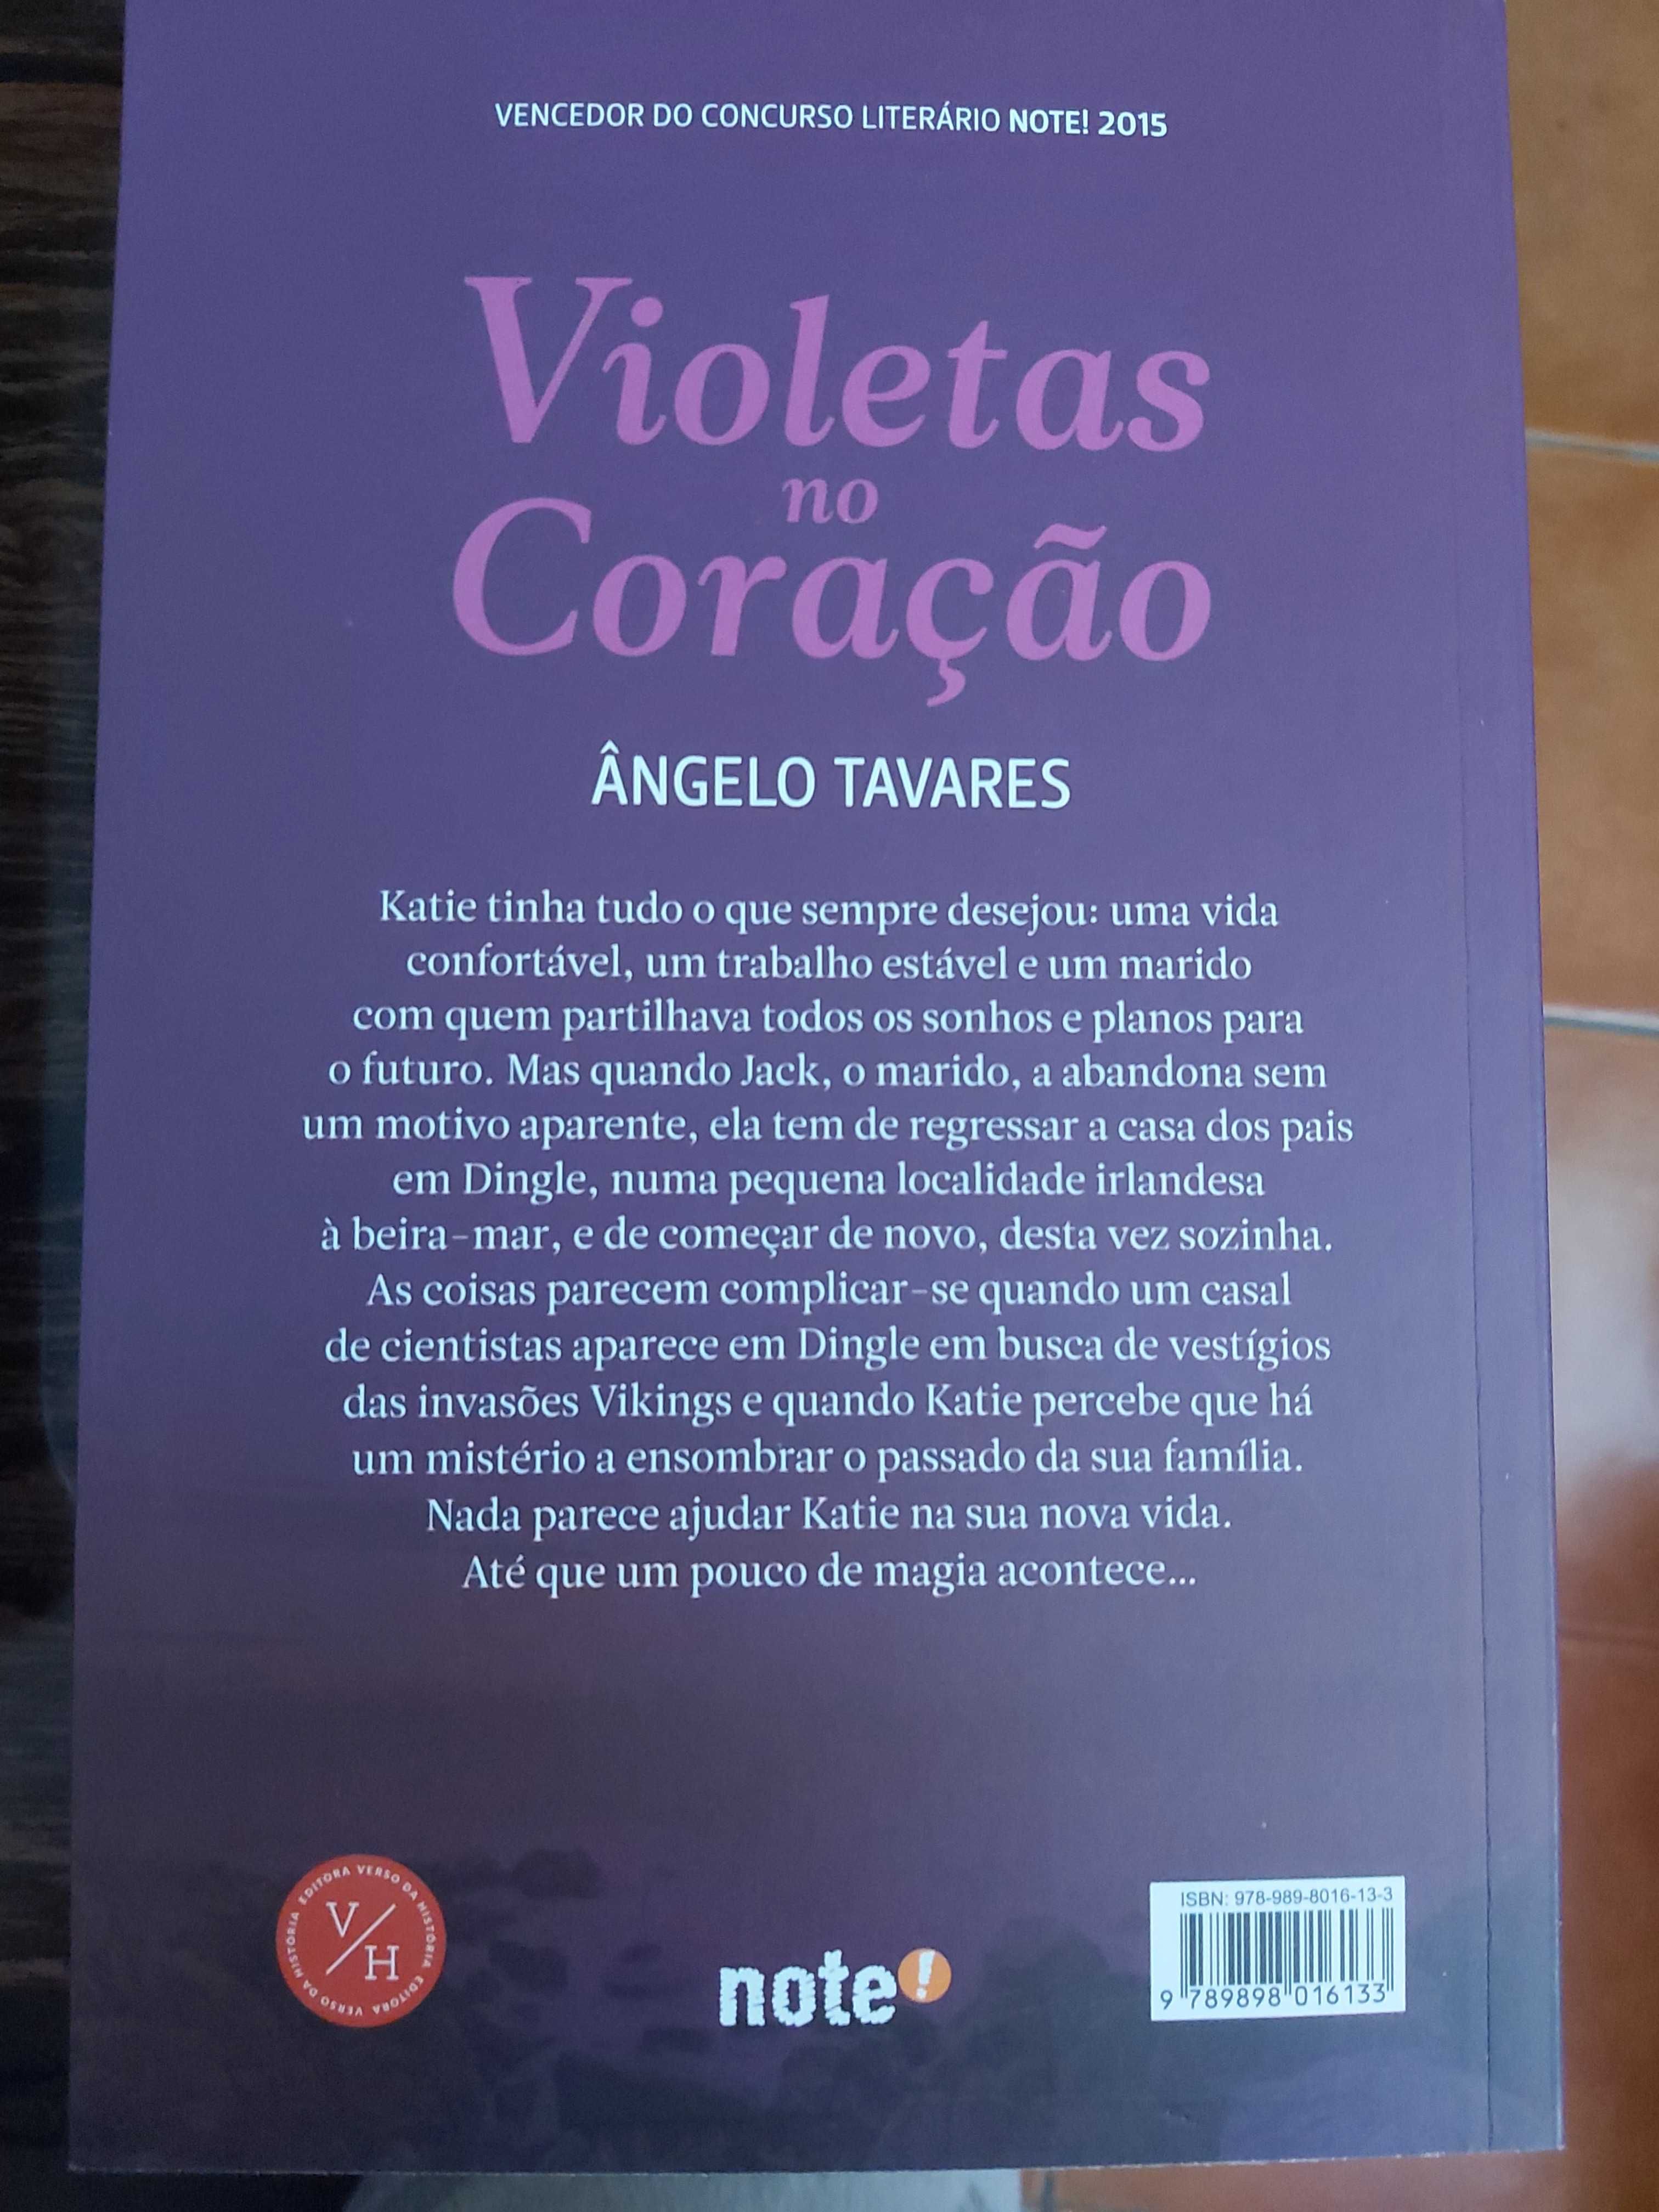 VENCEDOR DO CONCURSO LITERÁRIO NOTE! 2015
Violetas
no
Coração
ÂNGELO TAVARES
Katie tinha tudo o que sempre desejou: uma vida
confortável, um trabalho estável e um marido
com quem partilhava todos os sonhos e planos para
o futuro. Mas quando Jack, o marido, a abandona sem
um motivo aparente, ela tem de regressar a casa dos pais
em Dingle, numa pequena localidade irlandesa
à beira-mar, e de começar de novo, desta vez sozinha.
As coisas parecem complicar-se quando um casal
de cientistas aparece em Dingle em busca de vestígios
das invasões Vikings e quando Katie percebe que há
um mistério a ensombrar o passado da sua família.
Nada parece ajudar Katie na sua nova vida.
Até que um pouco de magia acontece...
EDITORA VERSO DA HISTÓRIA EDITORA VERSO DA HISTÓRIA
V/H
note!
ISBN: 978-989-8016-13-3
9 789898 016133